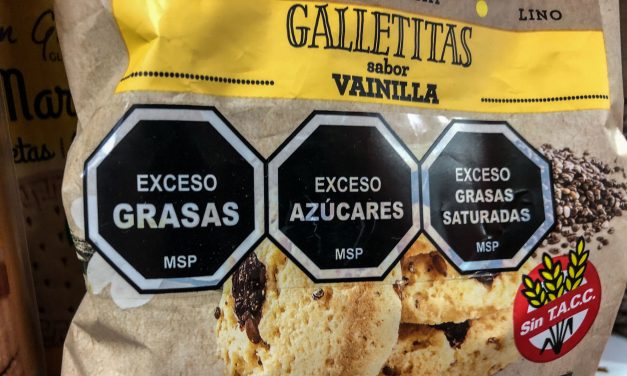 LINO
GALLETITAS
sabor
VAINILLA
EXCESO
GRASAS
MSP
EXCESO
AZÚCARES
MSP
EXCESO
GRASAS
SATURADAS
MSP
Sin T.A.C.C.